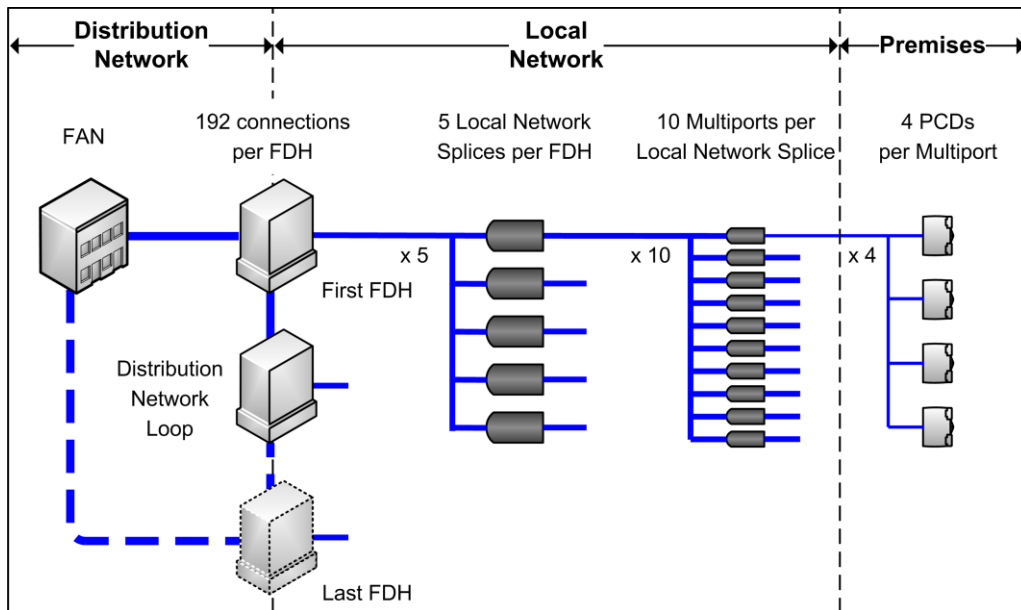 Distribution
Network
Local
Network
Premises
FAN
192 connections
per FDH
5 Local Network
Splices per FDH
10 Multiports per
Local Network Splice
4 PCDs
per Multiport
x 5
x 10
x 4
First FDH
Distribution
Network
Loop
Last FDH